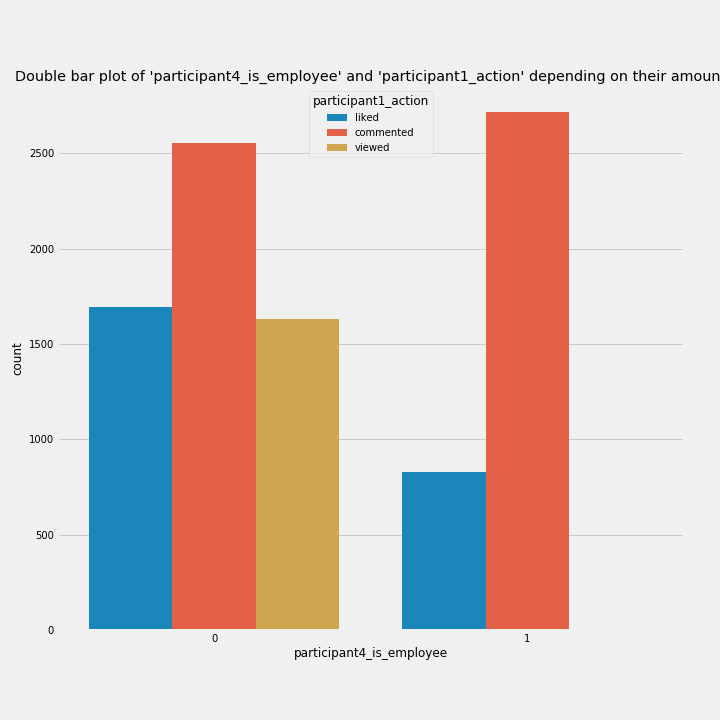 Double bar plot of 'participant4_is_employee' and 'participant1_action' depending on their amoun
participant1_action
liked
commented
viewed
2500
2000
1500
1000
500
0
count
0
1
participant4_is_employee